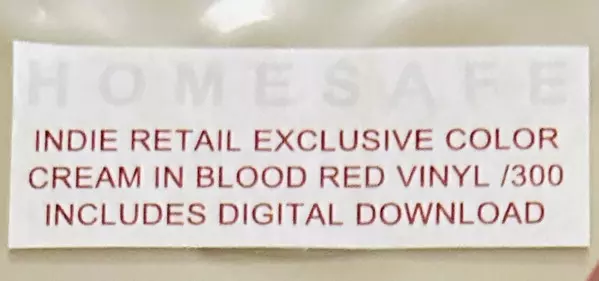 HOMESAFE
INDIE RETAIL EXCLUSIVE COLOR
CREAM IN BLOOD RED VINYL /300
INCLUDES DIGITAL DOWNLOAD